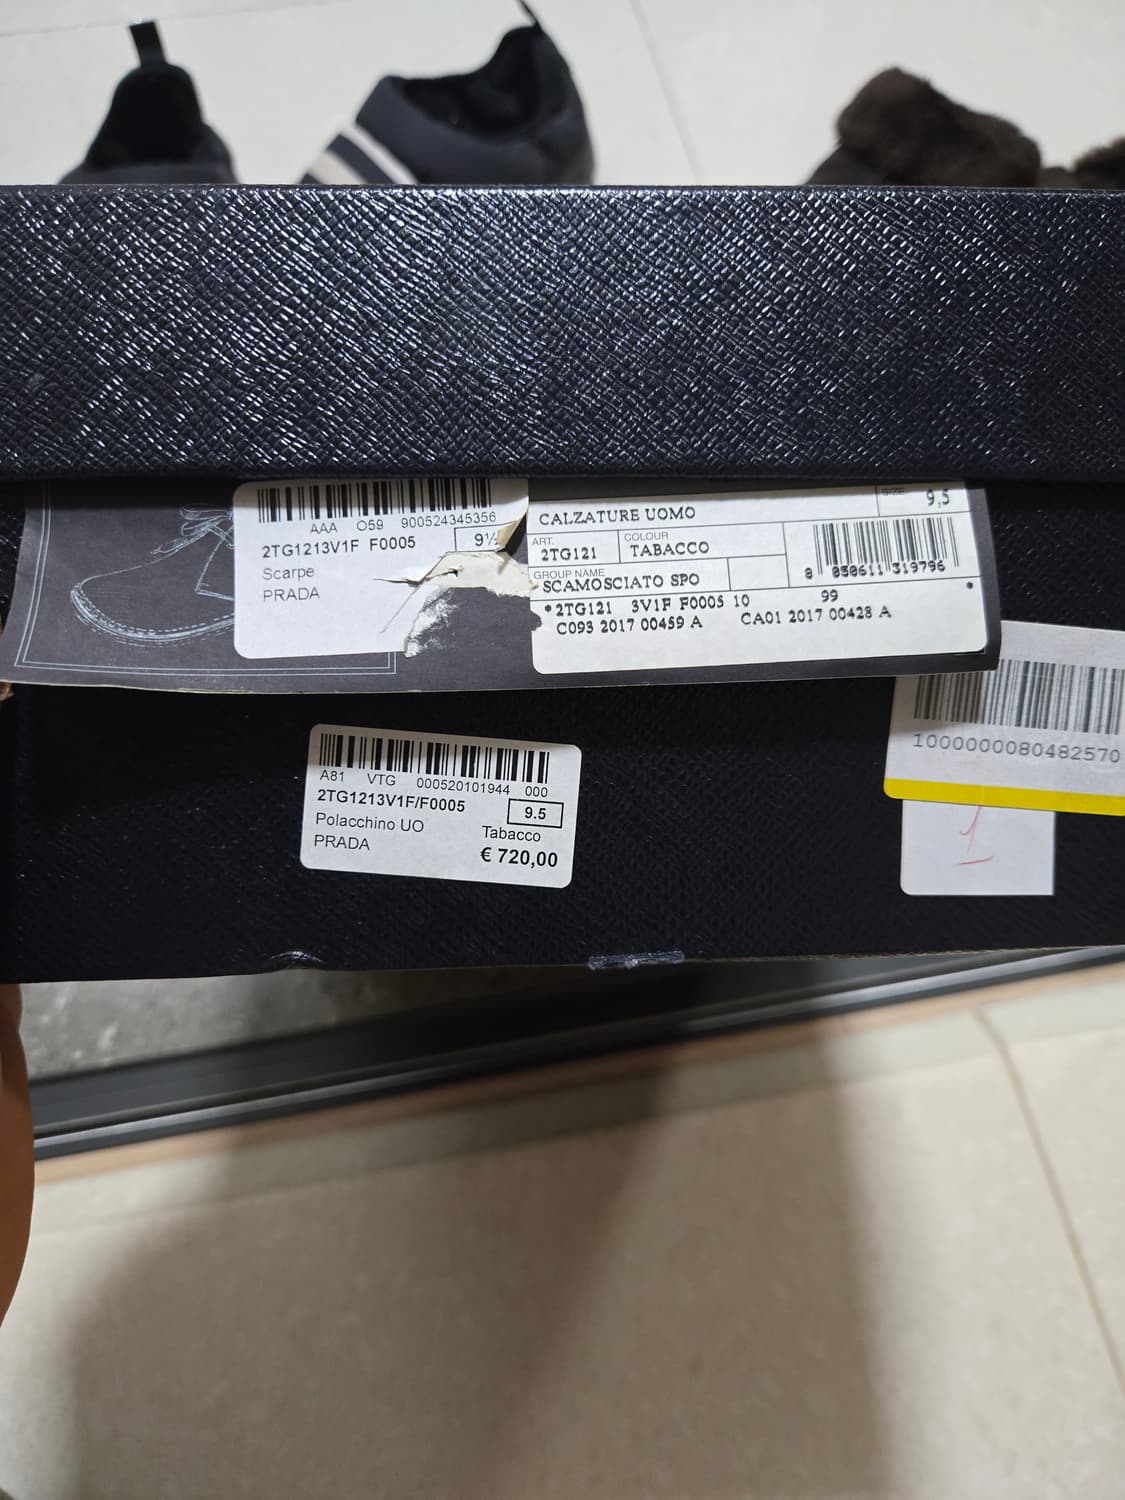 AAA O59 900524345356
2TG1213V1F F0005 9½
Scarpe
PRADA
SIZE 9,5
CALZATURE UOMO
ART. 2TG121
COLOUR TABACCO
GROUP NAME
SCAMOSCIATO SPO
8 050611 319796
*2TG121 3V1F F0005 10 99 *
C093 2017 00459 A CA01 2017 00428 A
1000000080482570
1
A81 VTG 000520101944 000
2TG1213V1F/F0005 9.5
Polacchino UO Tabacco
PRADA € 720,00